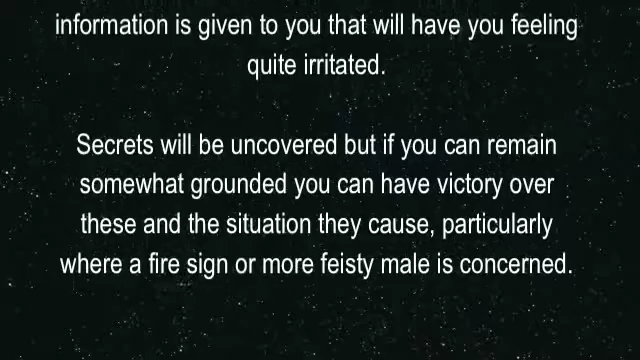 information is given to you that will have you feeling
quite irritated.
Secrets will be uncovered but if you can remain
somewhat grounded you can have victory over
these and the situation they cause, particularly
where a fire sign or more feisty male is concerned.